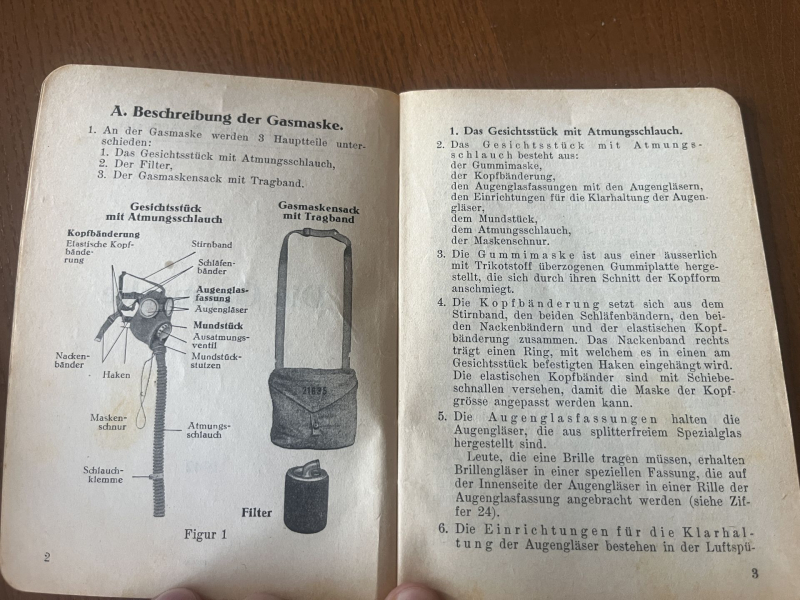 A. Beschreibung der Gasmaske.
1. An der Gasmaske werden 3 Hauptteile unter-
schieden:
1. Das Gesichtsstück mit Atmungsschlauch,
2. Der Filter,
3. Der Gasmaskensack mit Tragband.
Gesichtsstück
mit Atmungsschlauch
Gasmaskensack
mit Tragband
Kopfbänderung
Elastische Kopf-
bände-
rung
Stirnband
Schläfen-
bänder
Augenglas-
fassung
Augengläser
Mundstück
Ausatmungs-
ventil
Mundstück-
stutzen
Nacken-
bänder
Haken
Masken-
schnur
Atmungs-
schlauch
Schlauch-
klemme
21895
Filter
Figur 1
2
1. Das Gesichtsstück mit Atmungsschlauch.
2. Das Gesichtsstück mit Atmungs-
schlauch besteht aus:
der Gummimaske,
der Kopfbänderung,
den Augenglasfassungen mit den Augengläsern,
den Einrichtungen für die Klarhaltung der Augen-
gläser,
dem Mundstück,
dem Atmungsschlauch,
der Maskenschnur.
3. Die Gummimaske ist aus einer äusserlich
mit Trikotstoff überzogenen Gummiplatte herge-
stellt, die sich durch ihren Schnitt der Kopfform
anschmiegt.
4. Die Kopfbänderung setzt sich aus dem
Stirnband, den beiden Schläfenbändern, den bei-
den Nackenbändern und der elastischen Kopf-
bänderung zusammen. Das Nackenband rechts
trägt einen Ring, mit welchem es in einen am
Gesichtsstück befestigten Haken eingehängt wird.
Die elastischen Kopfbänder sind mit Schiebe-
schnallen versehen, damit die Maske der Kopf-
grösse angepasst werden kann.
5. Die Augenglasfassungen halten die
Augengläser, die aus splitterfreiem Spezialglas
hergestellt sind.
Leute, die eine Brille tragen müssen, erhalten
Brillengläser in einer speziellen Fassung, die auf
der Innenseite der Augengläser in einer Rille der
Augenglasfassung angebracht werden (siehe Zif-
fer 24).
6. Die Einrichtungen für die Klarhal-
tung der Augengläser bestehen in der Luftspü-
3